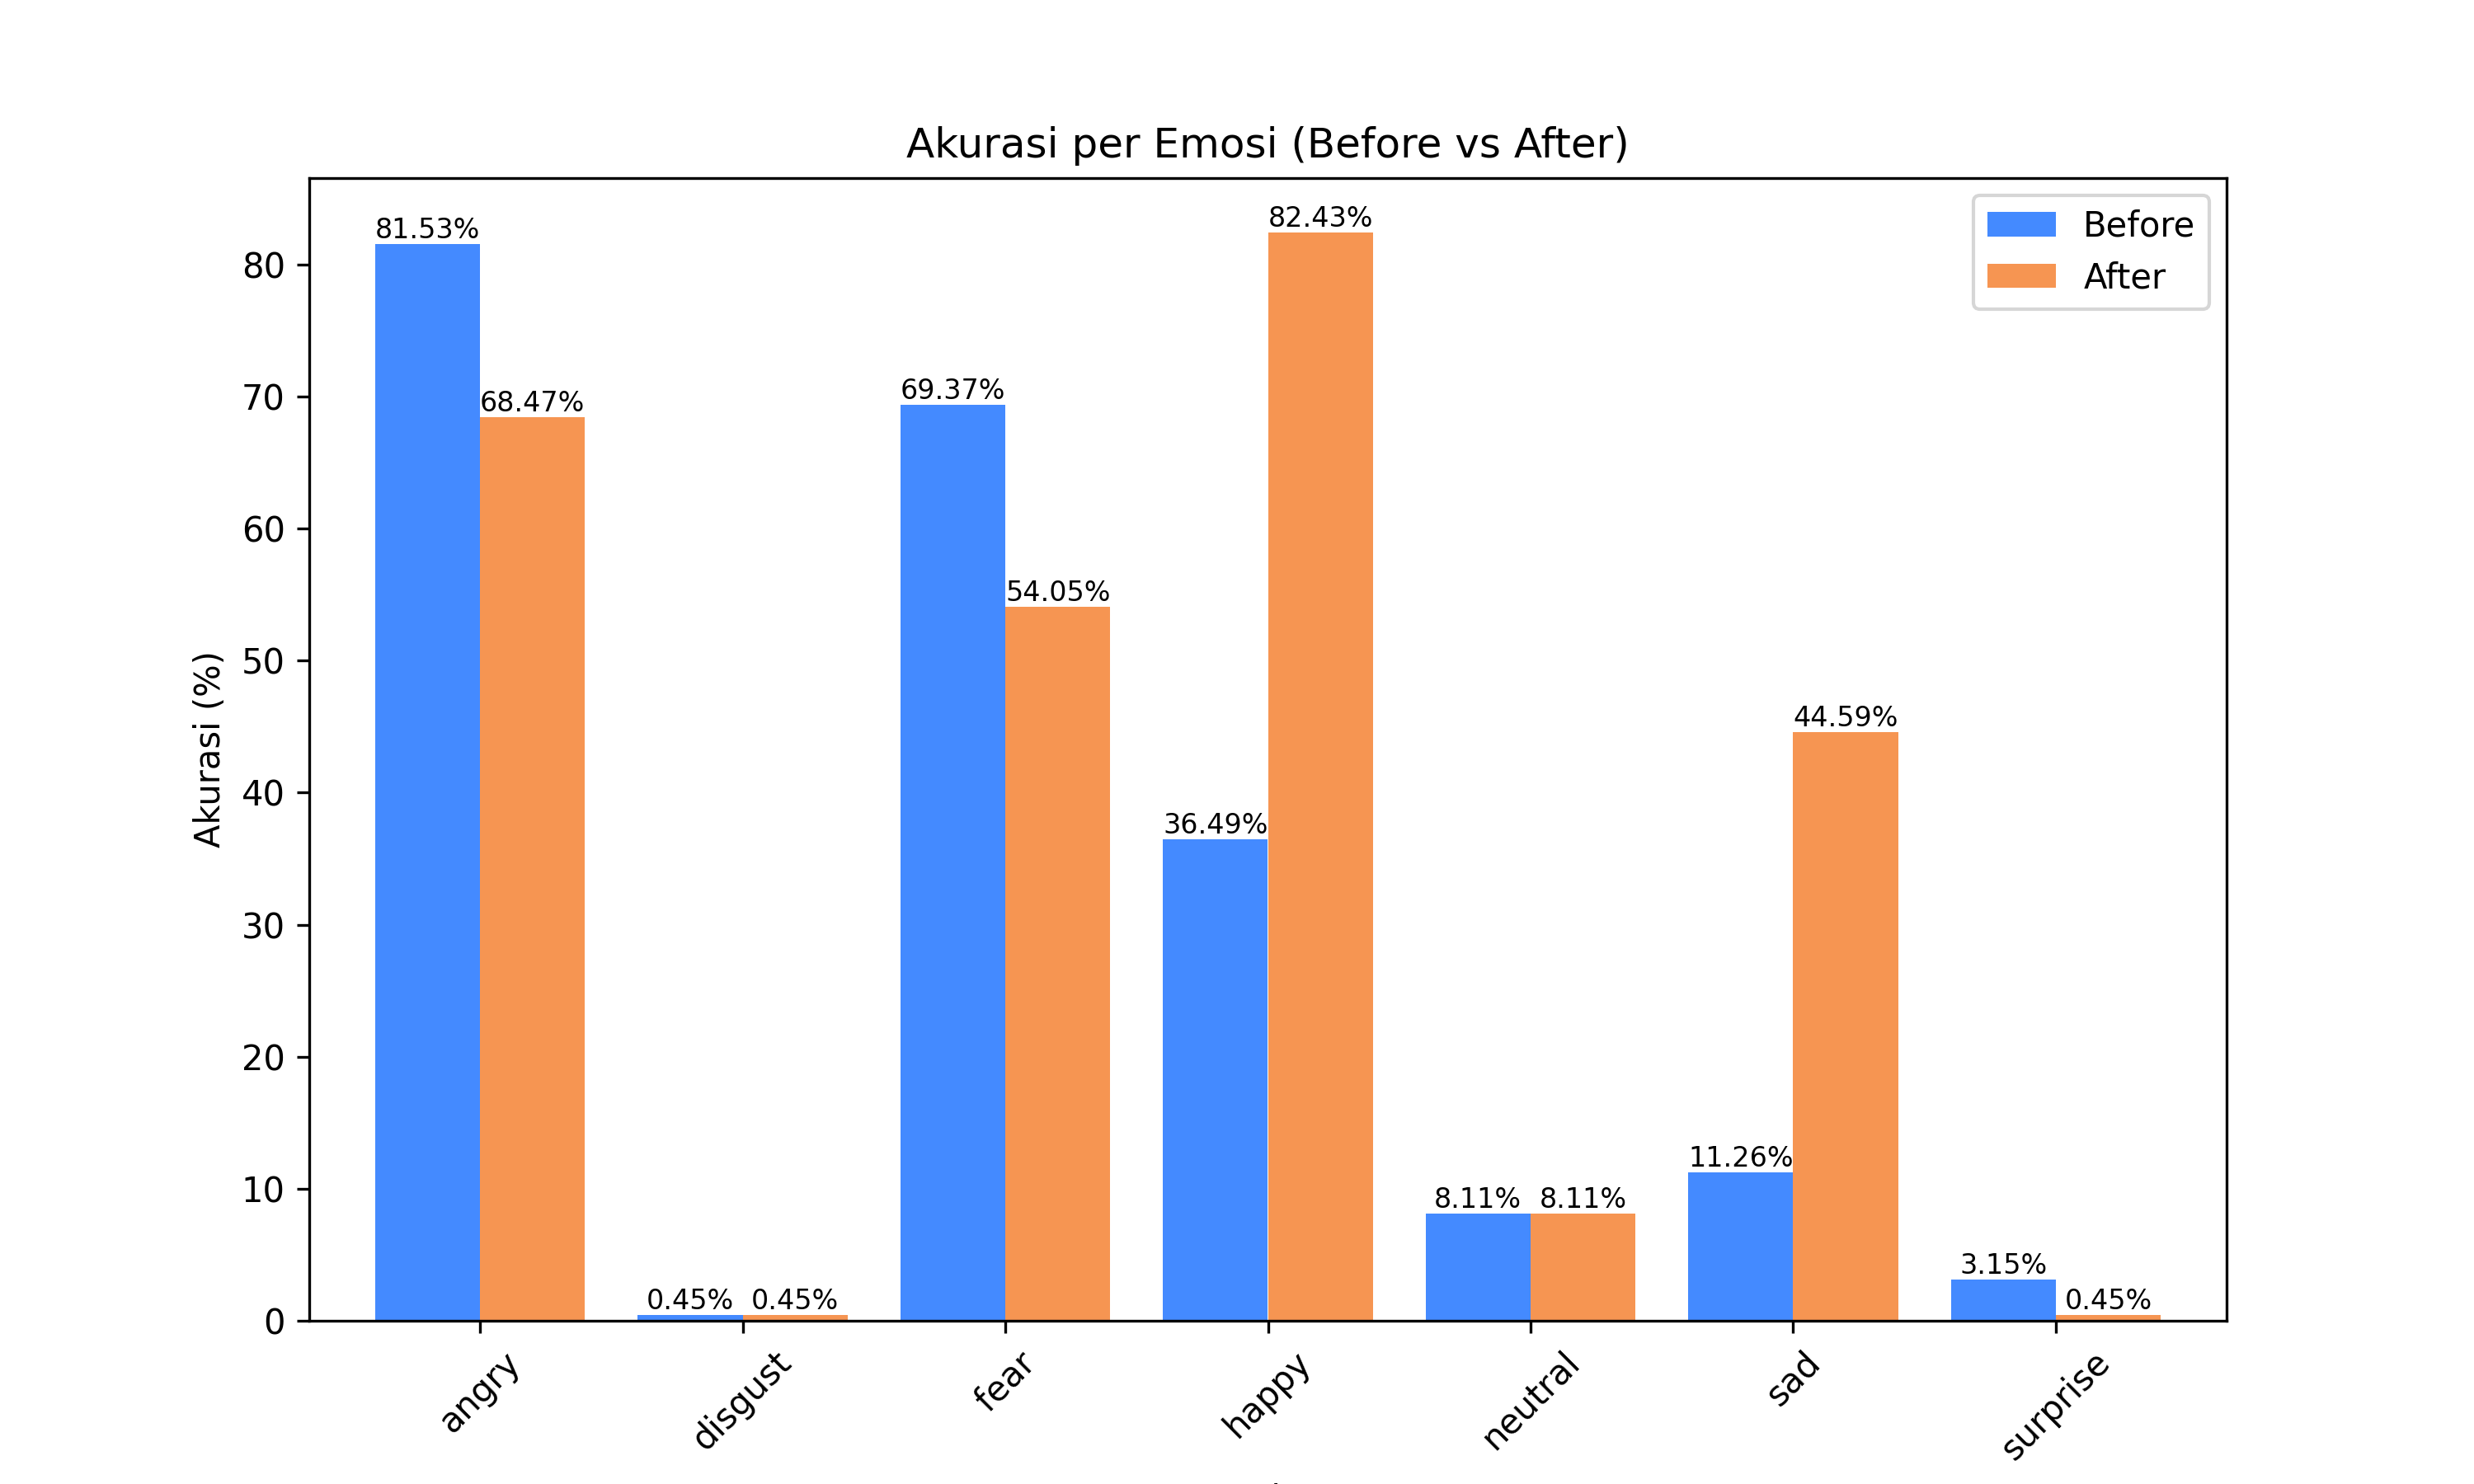 Akurasi per Emosi (Before vs After)
Before
After
Akurasi (%)
80
70
60
50
40
30
20
10
0
81.53%
68.47%
0.45%
0.45%
69.37%
54.05%
36.49%
82.43%
8.11%
8.11%
11.26%
44.59%
3.15%
0.45%
angry
disgust
fear
happy
neutral
sad
surprise